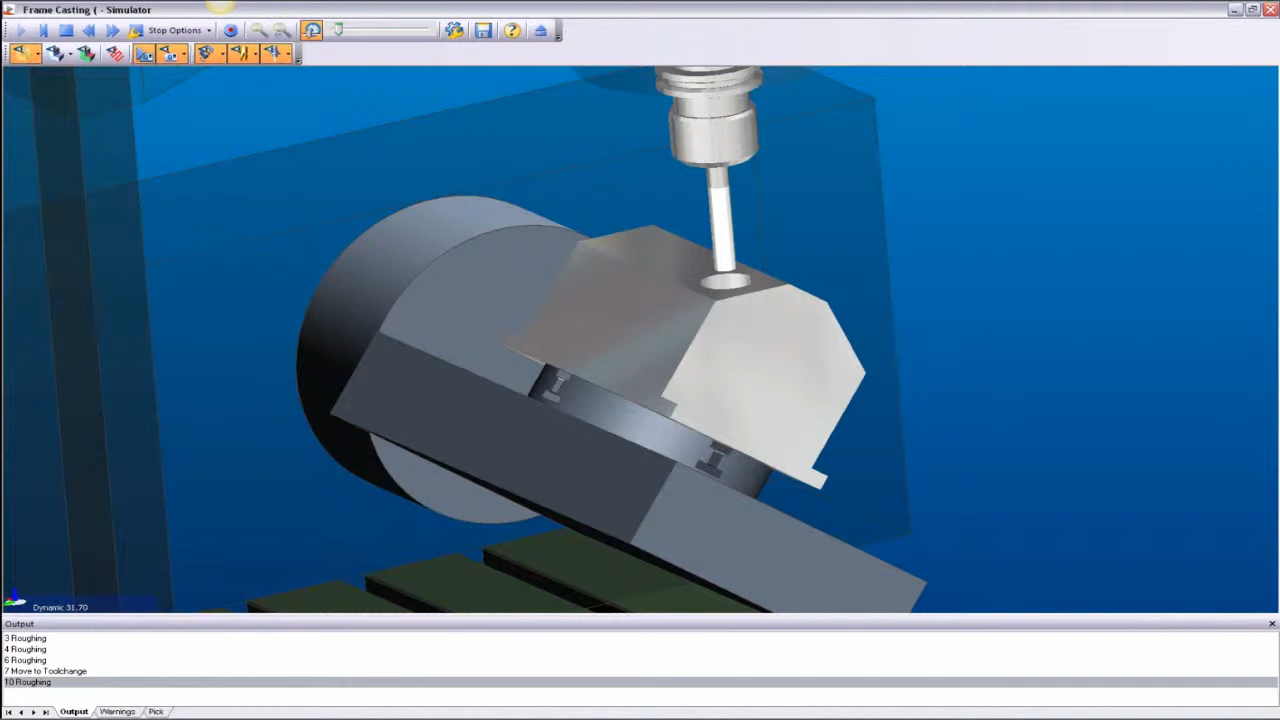 Frame Casting ( - Simulator
Stop Options
Dynamic 31.70
Output
3 Roughing
4 Roughing
6 Roughing
7 Move to Toolchange
10 Roughing
Output Warnings Pick